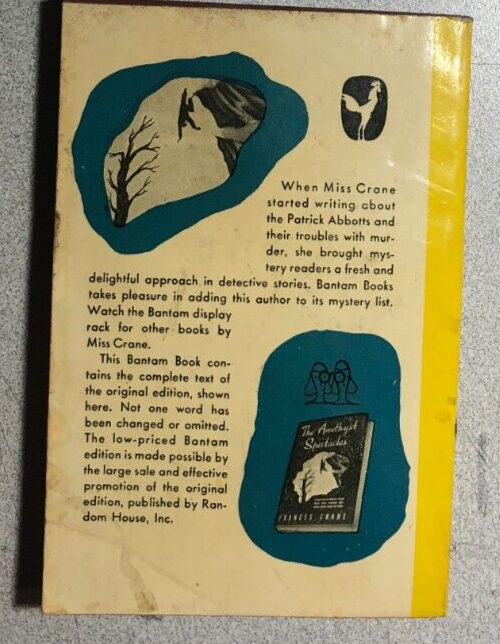 When Miss Crane
started writing about
the Patrick Abbotts and
their troubles with mur-
der, she brought mys-
tery readers a fresh and
delightful approach in detective stories. Bantam Books
takes pleasure in adding this author to its mystery list.
Watch the Bantam display
rack for other books by
Miss Crane.
This Bantam Book con-
tains the complete text of
the original edition, shown
here. Not one word has
been changed or omitted.
The low-priced Bantam
edition is made possible by
the large sale and effective
promotion of the original
edition, published by Ran-
dom House, Inc.
The Amethyst
Spectacles
FRANCES CRANE